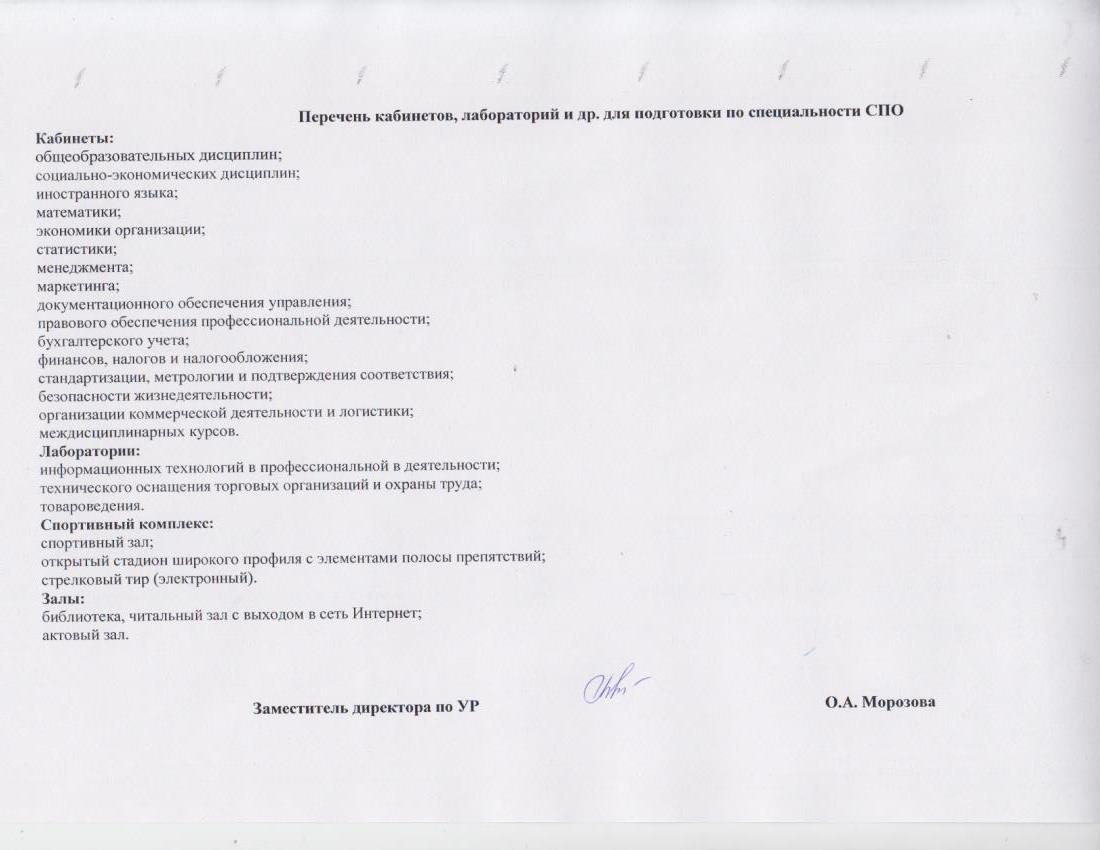 Перечень кабинетов, лабораторий и др. для подготовки по специальности СПО
Кабинеты:
общеобразовательных дисциплин;
социально-экономических дисциплин;
иностранного языка;
математики;
экономики организации;
статистики;
менеджмента;
маркетинга;
документационного обеспечения управления;
правового обеспечения профессиональной деятельности;
бухгалтерского учета;
финансов, налогов и налогообложения;
стандартизации, метрологии и подтверждения соответствия;
безопасности жизнедеятельности;
организации коммерческой деятельности и логистики;
междисциплинарных курсов.
Лаборатории:
информационных технологий в профессиональной в деятельности;
технического оснащения торговых организаций и охраны труда;
товароведения.
Спортивный комплекс:
спортивный зал;
открытый стадион широкого профиля с элементами полосы препятствий;
стрелковый тир (электронный).
Залы:
библиотека, читальный зал с выходом в сеть Интернет;
актовый зал.
Заместитель директора по УР О.А. Морозова